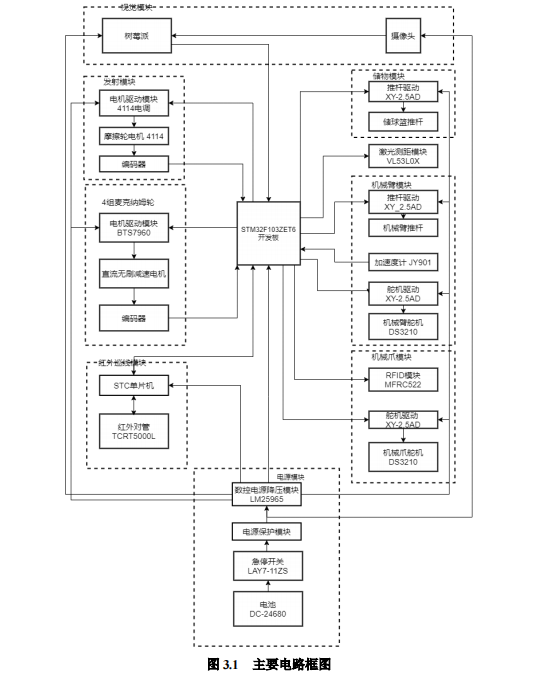 视觉模块
树莓派
摄像头
发射模块
电机驱动模块
4114电调
摩擦轮电机 4114
编码器
4组麦克纳姆轮
电机驱动模块
BTS7960
直流无刷减速电机
编码器
红外巡线模块
STC单片机
红外对管
TCRT5000L
STM32F103ZET6
开发板
储物模块
推杆驱动
XY-2.5AD
储球篮推杆
激光测距模块
VL53L0X
机械臂模块
推杆驱动
XY_2.5AD
机械臂推杆
加速度计 JY901
舵机驱动
XY-2.5AD
机械臂舵机
DS3210
机械爪模块
RFID模块
MFRC522
舵机驱动
XY-2.5AD
机械爪舵机
DS3210
电源模块
数控电源降压模块
LM25965
电源保护模块
急停开关
LAY7-11ZS
电池
DC-24680
图 3.1 主要电路框图